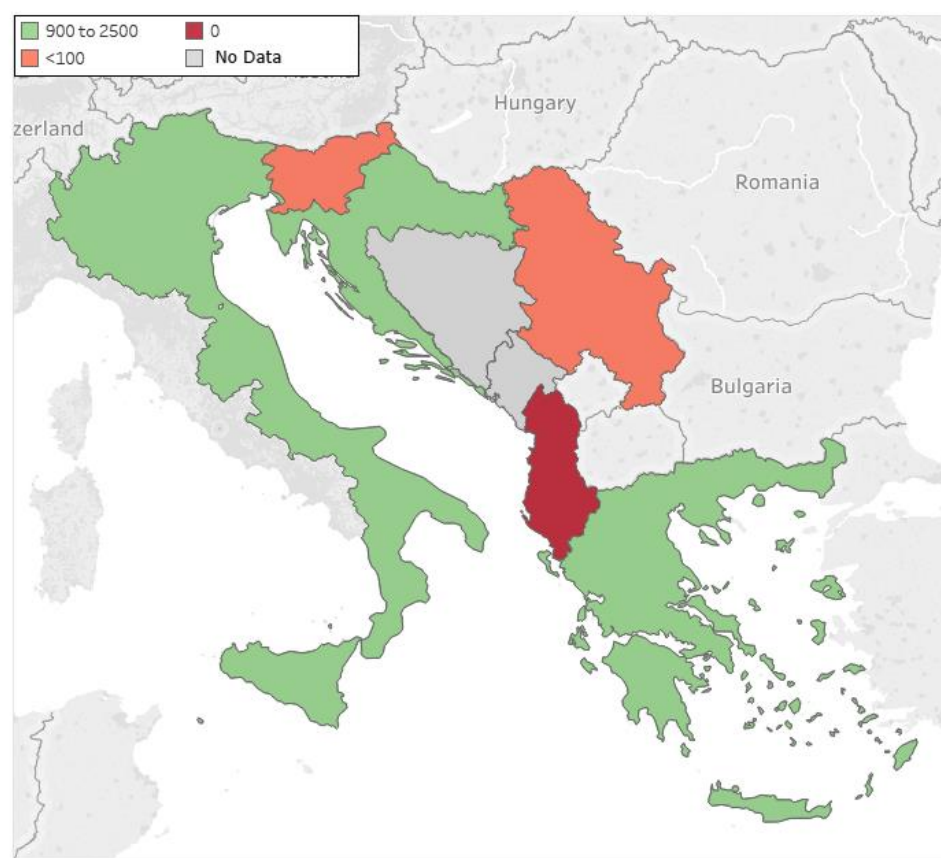 900 to 2500
0
<100
No Data
zerland
Hungary
Romania
Bulgaria